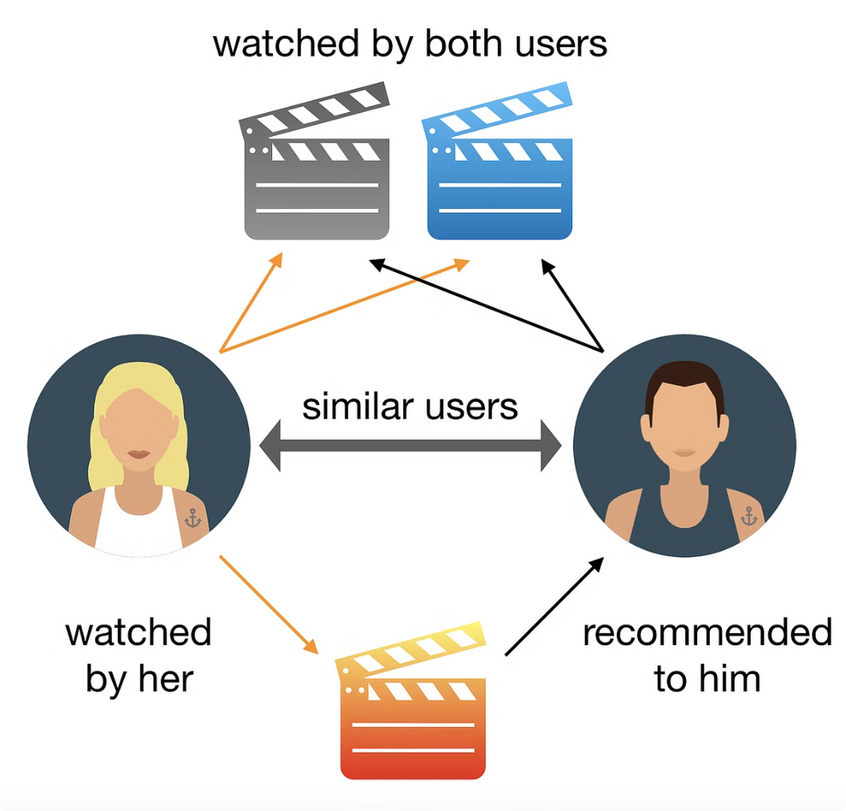 watched by both users
similar users
watched
by her
recommended
to him